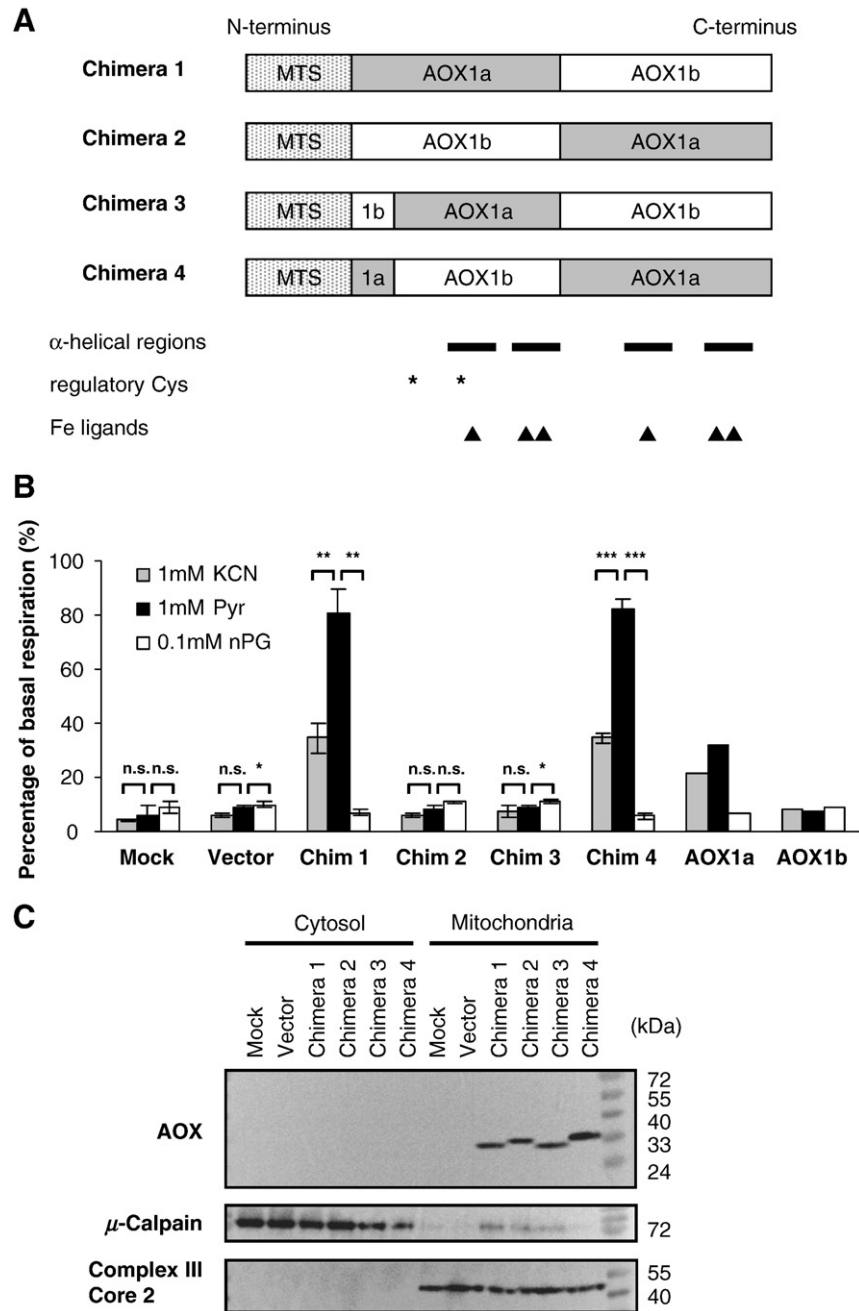 A
N-terminus C-terminus
Chimera 1 MTS AOX1a AOX1b
Chimera 2 MTS AOX1b AOX1a
Chimera 3 MTS 1b AOX1a AOX1b
Chimera 4 MTS 1a AOX1b AOX1a
α-helical regions
regulatory Cys * *
Fe ligands
B
Percentage of basal respiration (%)
100
80
60
40
20
0
1mM KCN
1mM Pyr
0.1mM nPG
n.s. n.s. n.s. * ** ** n.s. n.s. n.s. * *** ***
Mock Vector Chim 1 Chim 2 Chim 3 Chim 4 AOX1a AOX1b
C
Cytosol Mitochondria
Mock Vector Chimera 1 Chimera 2 Chimera 3 Chimera 4 Mock Vector Chimera 1 Chimera 2 Chimera 3 Chimera 4
(kDa)
AOX
72
55
40
33
24
μ-Calpain
72
Complex III
Core 2
55
40